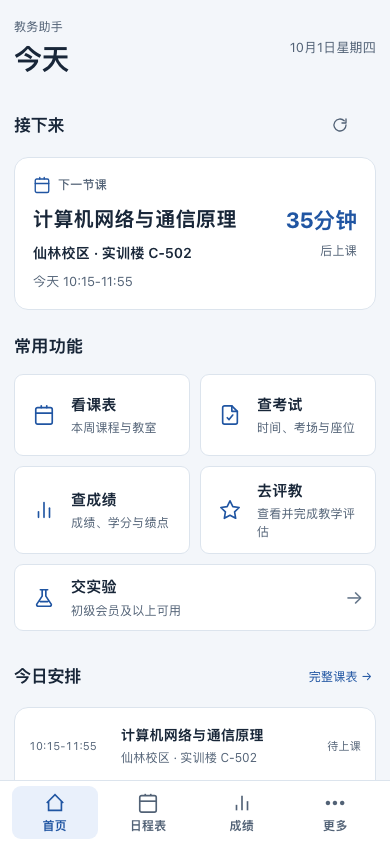 教务助手
今天
10月1日星期四
接下来
下一节课
计算机网络与通信原理
35分钟
仙林校区 · 实训楼 C-502
后上课
今天 10:15-11:55
常用功能
看课表
本周课程与教室
查考试
时间、考场与座位
查成绩
成绩、学分与绩点
去评教
查看并完成教学评
估
交实验
初级会员及以上可用
今日安排
完整课表 →
10:15-11:55
计算机网络与通信原理
仙林校区 · 实训楼 C-502
待上课
首页
日程表
成绩
更多